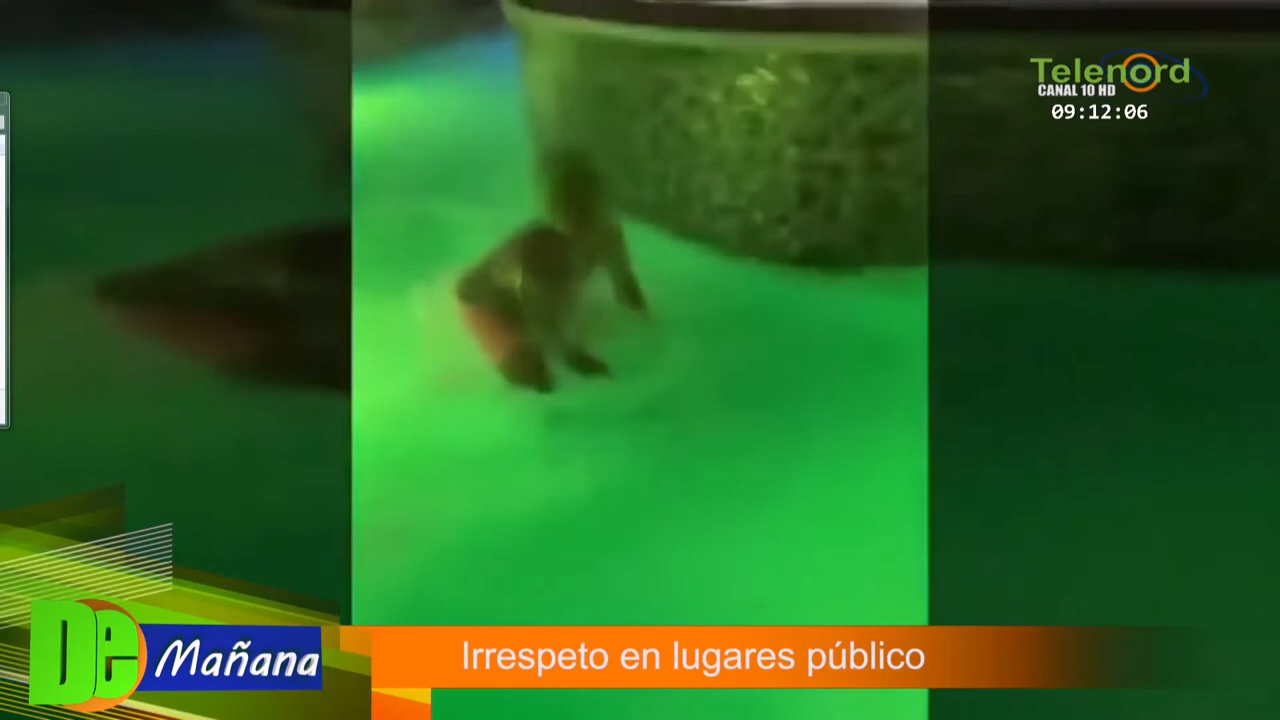 Telenord
CANAL 10 HD
09:12:06
De
Mañana
Irrespeto en lugares público